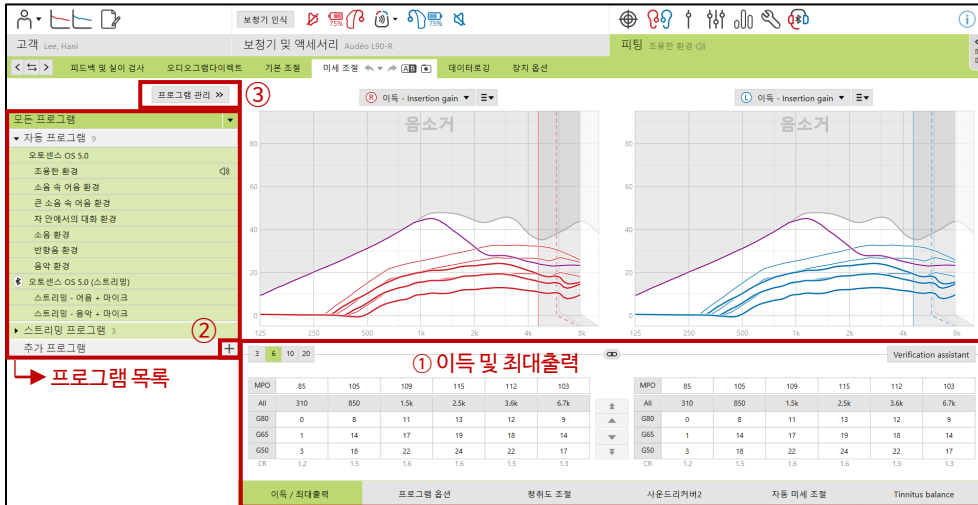 보청기 인식 75% 75%
고객 Lee, Hani 보청기 및 액세서리 Audéo L90-R 피팅 조용한 환경
피드백 및 실이 검사 오디오그램다이렉트 기본 조절 미세 조절 AB 데이터로깅 장치 옵션
프로그램 관리 ③
모든 프로그램
자동 프로그램 9
오토센스 OS 5.0
조용한 환경
소음 속 어음 환경
큰 소음 속 어음 환경
차 안에서의 대화 환경
소음 환경
반향음 환경
음악 환경
오토센스 OS 5.0 (스트리밍)
스트리밍 - 어음 + 마이크
스트리밍 - 음악 + 마이크
스트리밍 프로그램 3
②
추가 프로그램 +
프로그램 목록
R 이득 - Insertion gain
음소거
80
60
40
20
0
125 250 500 1k 2k 4k 8k
L 이득 - Insertion gain
음소거
80
60
40
20
0
125 250 500 1k 2k 4k 8k
3 6 10 20
① 이득 및 최대출력
Verification assistant
MPO 85 105 109 115 112 103
All 310 850 1.5k 2.5k 3.6k 6.7k
G80 0 8 11 13 12 9
G65 1 14 17 19 18 14
G50 3 18 22 24 22 17
CR 1.2 1.5 1.6 1.6 1.5 1.3
MPO 85 105 109 115 112 103
All 310 850 1.5k 2.5k 3.6k 6.7k
G80 0 8 11 13 12 9
G65 1 14 17 19 18 14
G50 3 18 22 24 22 17
CR 1.2 1.5 1.6 1.6 1.5 1.3
이득 / 최대출력 프로그램 옵션 청취도 조절 사운드리커버2 자동 미세 조절 Tinnitus balance